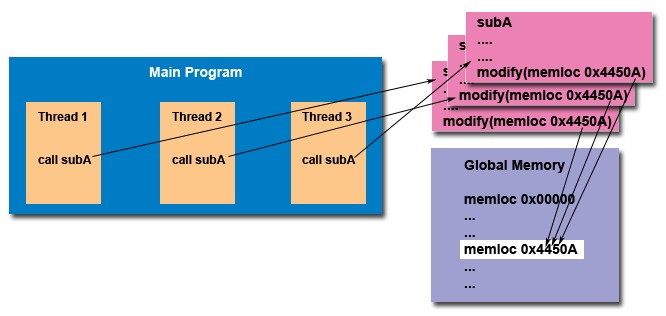 Main Program
Thread 1
call subA
Thread 2
call subA
Thread 3
call subA
subA
....
....
modify(memloc 0x4450A)
s
..
....
modify(memloc 0x4450A)
s
..
....
modify(memloc 0x4450A)
Global Memory
memloc 0x00000
...
...
memloc 0x4450A
...
...